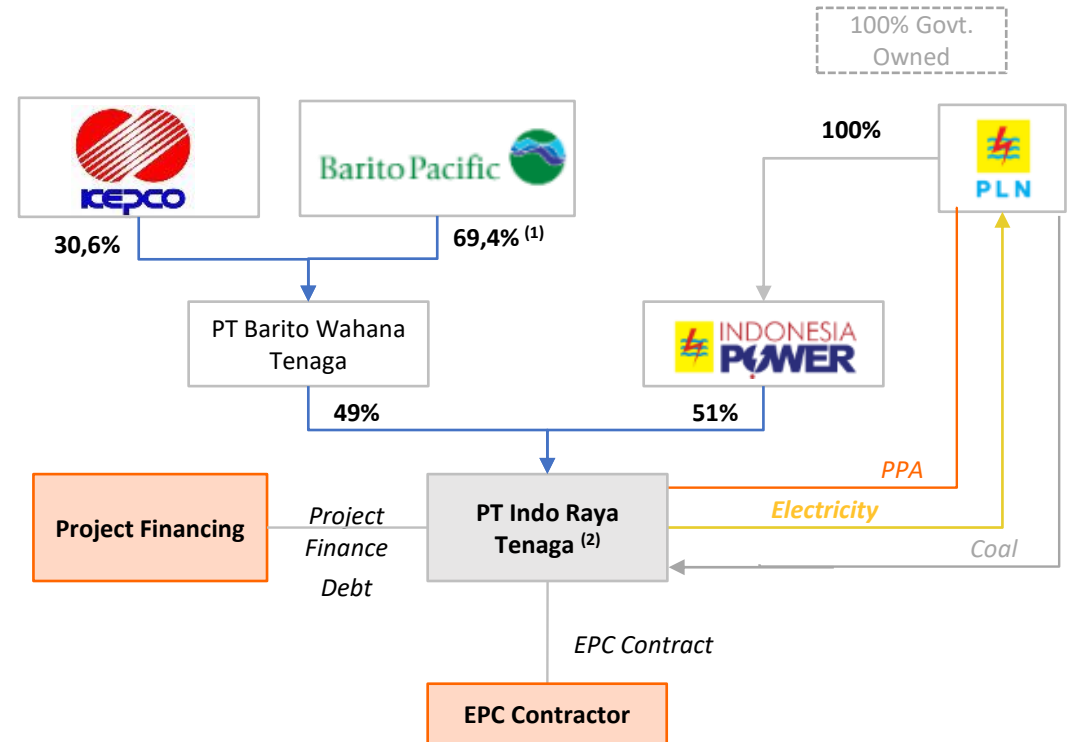 100% Govt.
Owned
KEPCO
Barito Pacific
100%
PLN
30,6%
69,4% (1)
PT Barito Wahana
Tenaga
INDONESIA
POWER
49%
51%
PPA
Project Financing
Project
Finance
Debt
PT Indo Raya
Tenaga (2)
Electricity
Coal
EPC Contract
EPC Contractor